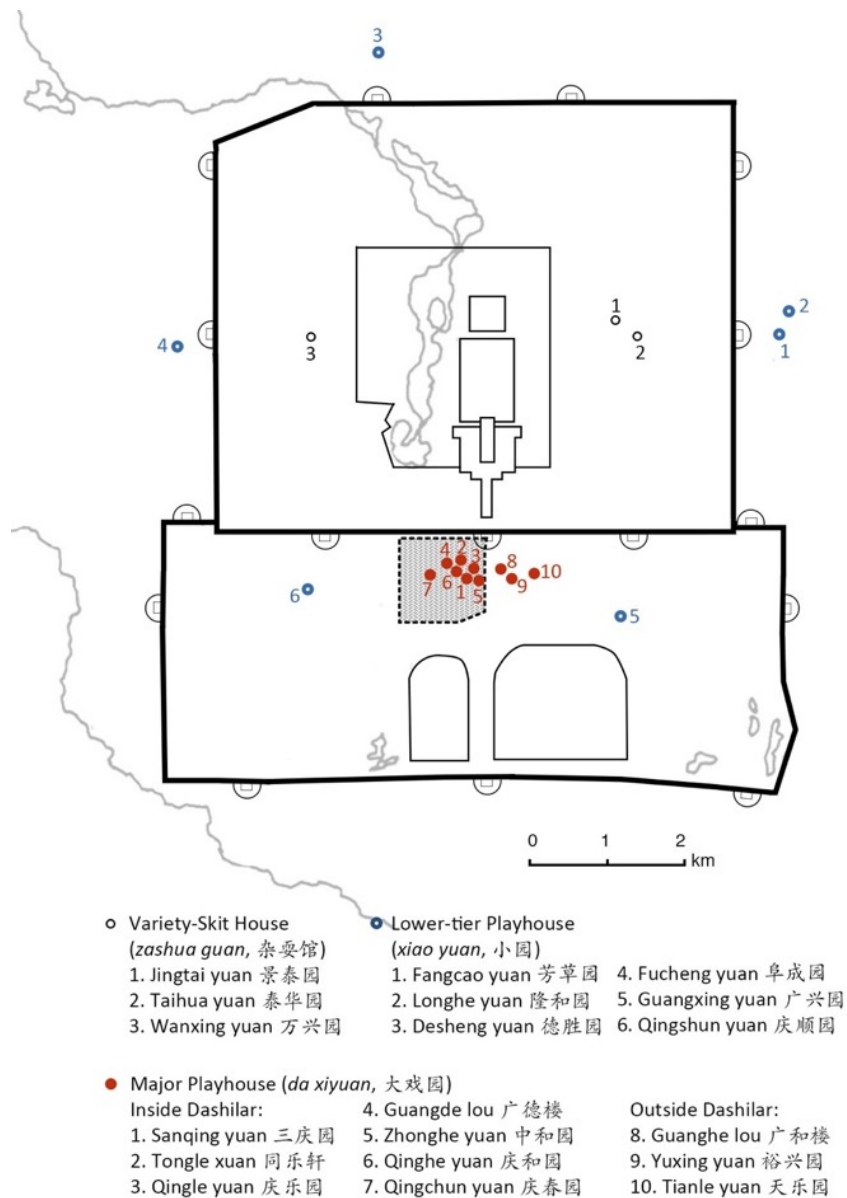 3
1
2
3
4
2
1
4
2
3
8
10
7
6
1
5
9
6
5
0 1 2
km
Variety-Skit House
(zashua guan, 杂耍馆)
1. Jingtai yuan 景泰园
2. Taihua yuan 泰华园
3. Wanxing yuan 万兴园
Lower-tier Playhouse
(xiao yuan, 小园)
1. Fangcao yuan 芳草园
2. Longhe yuan 隆和园
3. Desheng yuan 德胜园
4. Fucheng yuan 阜成园
5. Guangxing yuan 广兴园
6. Qingshun yuan 庆顺园
Major Playhouse (da xiyuan, 大戏园)
Inside Dashilar:
1. Sanqing yuan 三庆园
2. Tongle xuan 同乐轩
3. Qingle yuan 庆乐园
4. Guangde lou 广德楼
5. Zhonghe yuan 中和园
6. Qinghe yuan 庆和园
7. Qingchun yuan 庆春园
Outside Dashilar:
8. Guanghe lou 广和楼
9. Yuxing yuan 裕兴园
10. Tianle yuan 天乐园